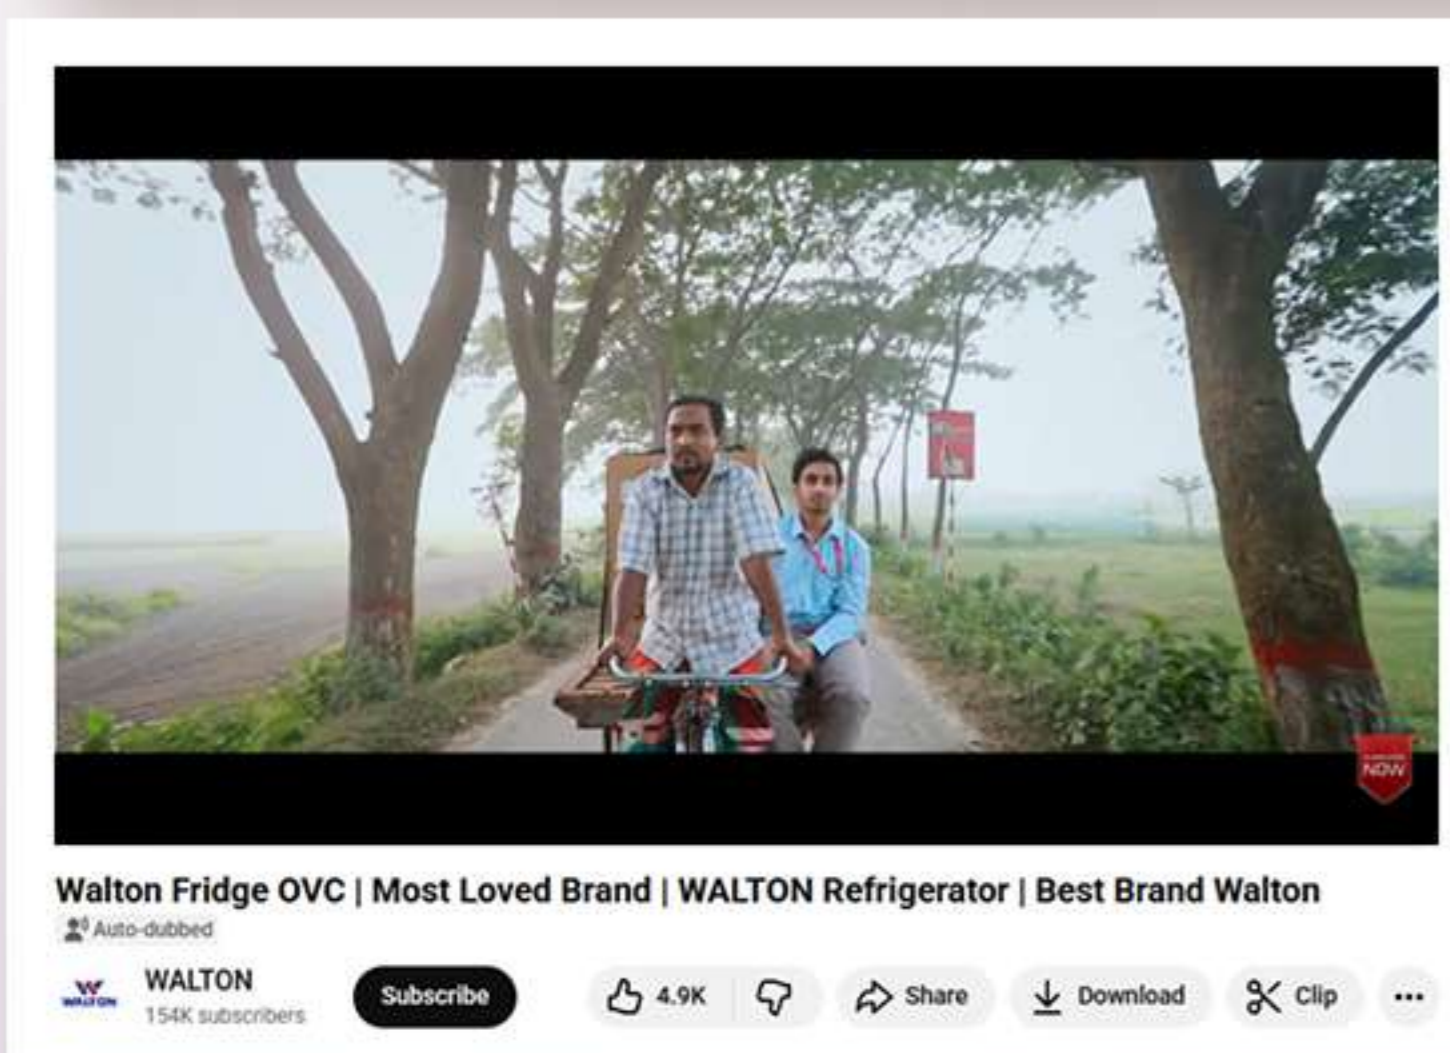 NOW
Walton Fridge OVC | Most Loved Brand | WALTON Refrigerator | Best Brand Walton
Auto-dubbed
WALTON
WALTON
154K subscribers
Subscribe
4.9K
Share
Download
Clip